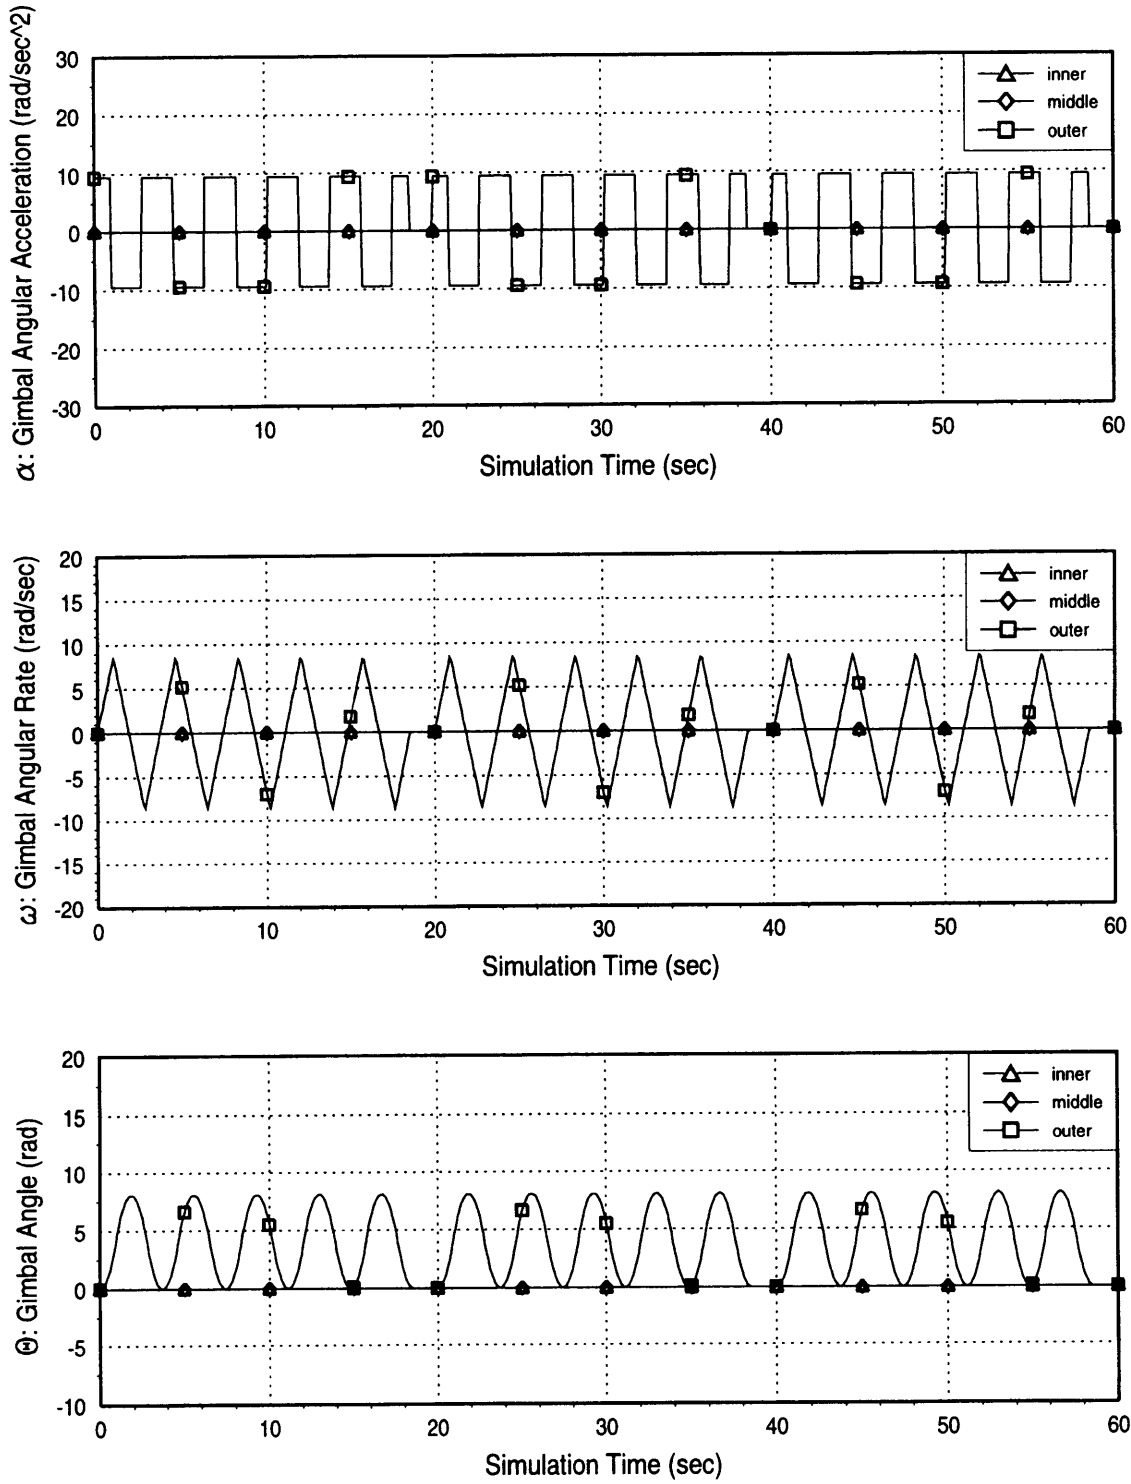 α: Gimbal Angular Acceleration (rad/sec^2)
30
20
10
0
-10
-20
-30
inner
middle
outer
0 10 20 30 40 50 60
Simulation Time (sec)
ω: Gimbal Angular Rate (rad/sec)
20
15
10
5
0
-5
-10
-15
-20
inner
middle
outer
0 10 20 30 40 50 60
Simulation Time (sec)
Θ: Gimbal Angle (rad)
20
15
10
5
0
-5
-10
inner
middle
outer
0 10 20 30 40 50 60
Simulation Time (sec)